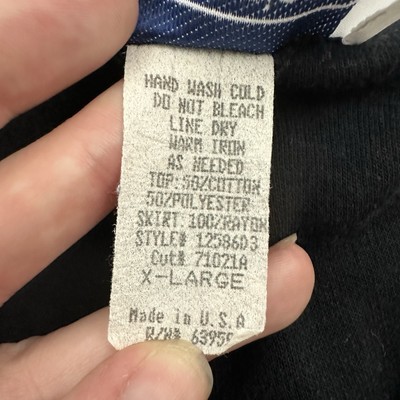 HAND WASH COLD
DO NOT BLEACH
LINE DRY
WARM IRON
AS NEEDED
TOP:50%COTTON
50%POLYESTER
SKIRT:100%RAYON
STYLE# 1258603
Cut# 71021A
X-LARGE
Made in U.S.A
R/N# 63955